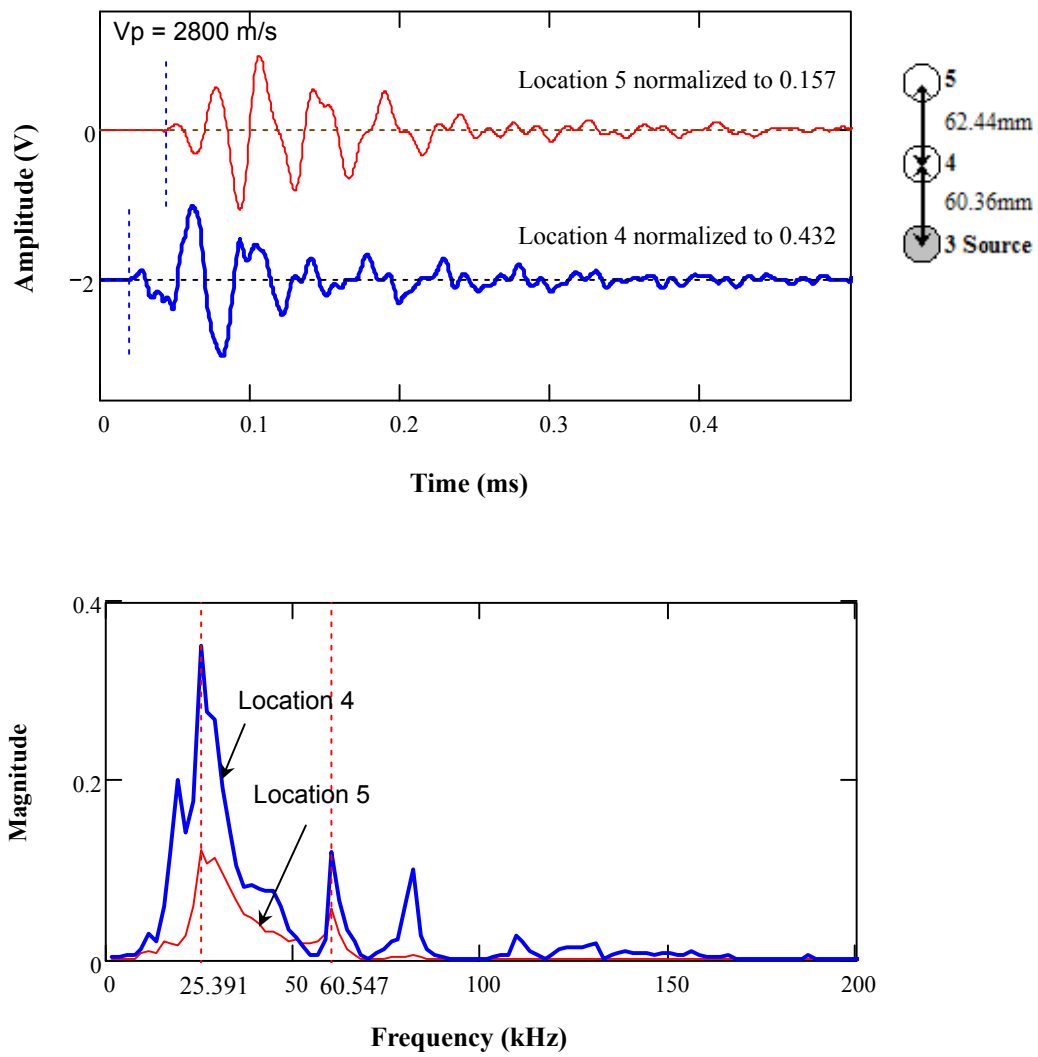 Vp = 2800 m/s
Location 5 normalized to 0.157
Location 4 normalized to 0.432
0
−2
Amplitude (V)
0
0.1
0.2
0.3
0.4
Time (ms)
5
62.44mm
4
60.36mm
3 Source
0.4
0.2
0
Magnitude
Location 4
Location 5
0
25.391
50
60.547
100
150
200
Frequency (kHz)